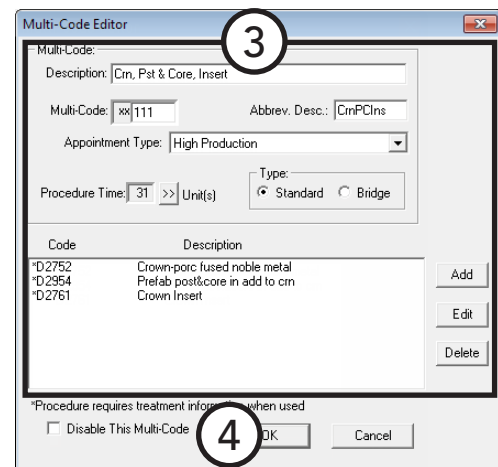 Multi-Code Editor
3
Multi-Code:
Description: Crn, Pst & Core, Insert
Multi-Code: xx 111 Abbrev. Desc.: CrnPCIns
Appointment Type: High Production
Procedure Time: 31 >> Unit(s)
Type:
Standard Bridge
Code Description
*D2752 Crown-porc fused noble metal
*D2954 Prefab post&core in add to crn
*D2761 Crown Insert
Add
Edit
Delete
*Procedure requires treatment information when used
Disable This Multi-Code
4
OK Cancel